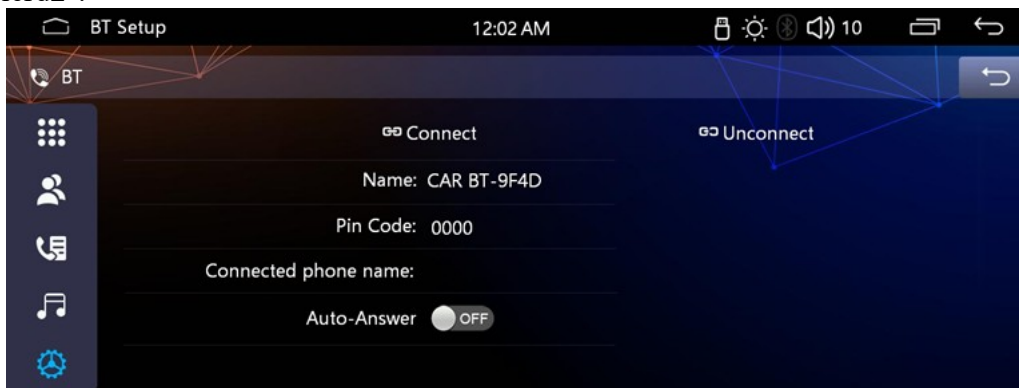 BT Setup 12:02 AM 10
BT
Connect Unconnect
Name: CAR BT-9F4D
Pin Code: 0000
Connected phone name:
Auto-Answer OFF